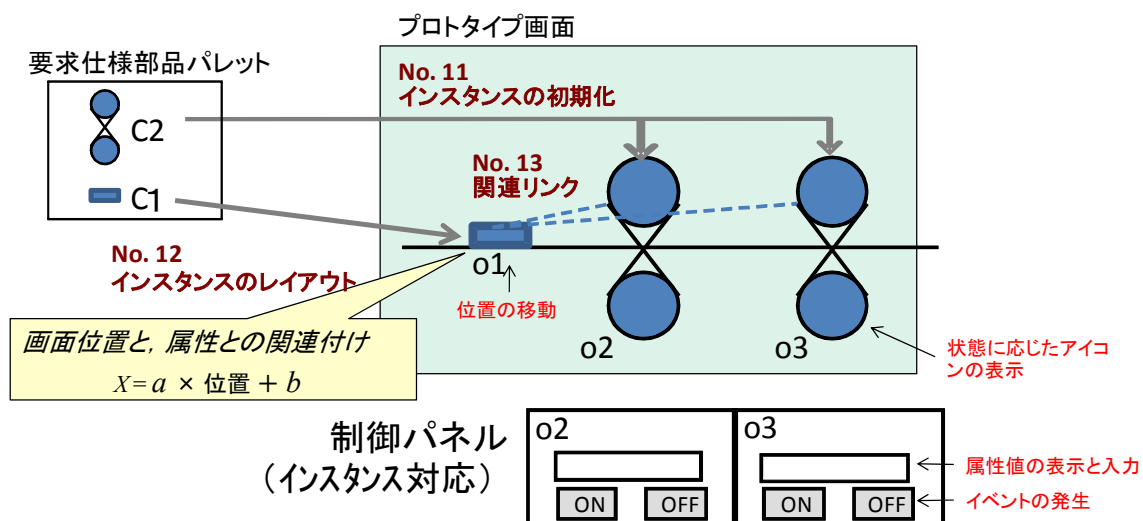 プロトタイプ画面
要求仕様部品パレット
C2
C1
No. 11
インスタンスの初期化
No. 13
関連リンク
No. 12
インスタンスのレイアウト
o1
位置の移動
o2
o3
画面位置と, 属性との関連付け
X= a × 位置 + b
状態に応じたアイコ
ンの表示
制御パネル
（インスタンス対応）
o2
ON OFF
o3
ON OFF
属性値の表示と入力
イベントの発生